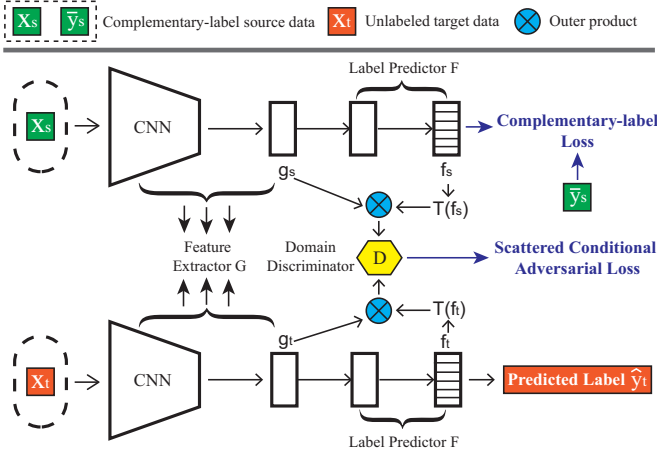 Xs ȳs Complementary-label source data Xt Unlabeled target data Outer product
Label Predictor F
Xs CNN Complementary-label
Loss
gs fs
T(fs) ȳs
Feature
Extractor G
Domain
Discriminator
D
Scattered Conditional
Adversarial Loss
T(ft)
gt ft
Xt CNN Predicted Label ŷt
Label Predictor F